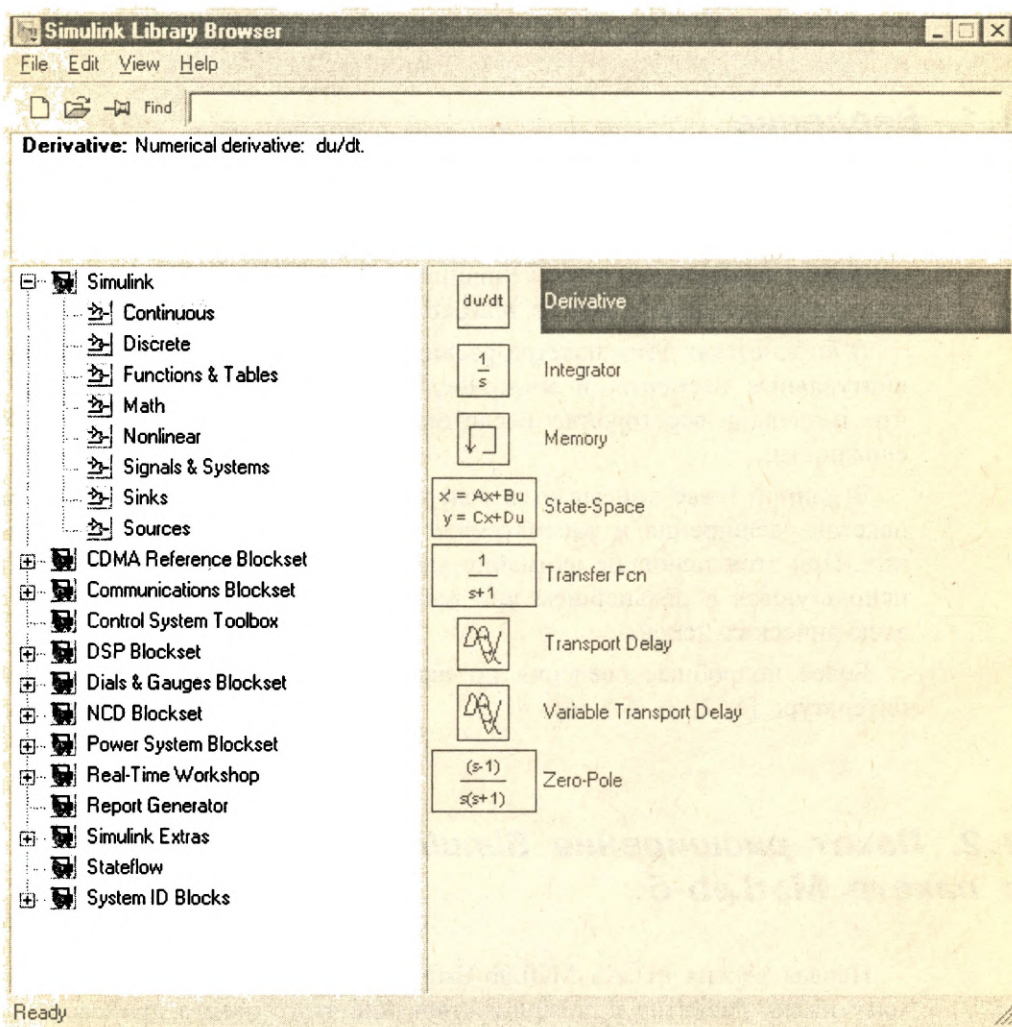 Simulink Library Browser
File Edit View Help
Find
Derivative: Numerical derivative: du/dt.
Simulink
Continuous
Discrete
Functions & Tables
Math
Nonlinear
Signals & Systems
Sinks
Sources
CDMA Reference Blockset
Communications Blockset
Control System Toolbox
DSP Blockset
Dials & Gauges Blockset
NCD Blockset
Power System Blockset
Real-Time Workshop
Report Generator
Simulink Extras
Stateflow
System ID Blocks
du/dt Derivative
1
s
Integrator
Memory
x' = Ax+Bu
y = Cx+Du
State-Space
1
s+1
Transfer Fcn
Transport Delay
Variable Transport Delay
(s-1)
s(s+1)
Zero-Pole
Ready